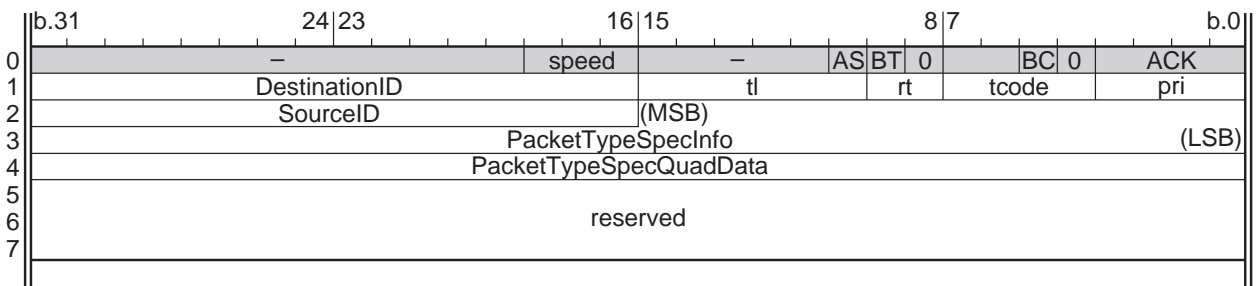 b.31 24 23 16 15 8 7 b.0
0 – speed – AS BT 0 BC 0 ACK
1 DestinationID tl rt tcode pri
2 SourceID (MSB)
3 PacketTypeSpecInfo (LSB)
4 PacketTypeSpecQuadData
5
6 reserved
7